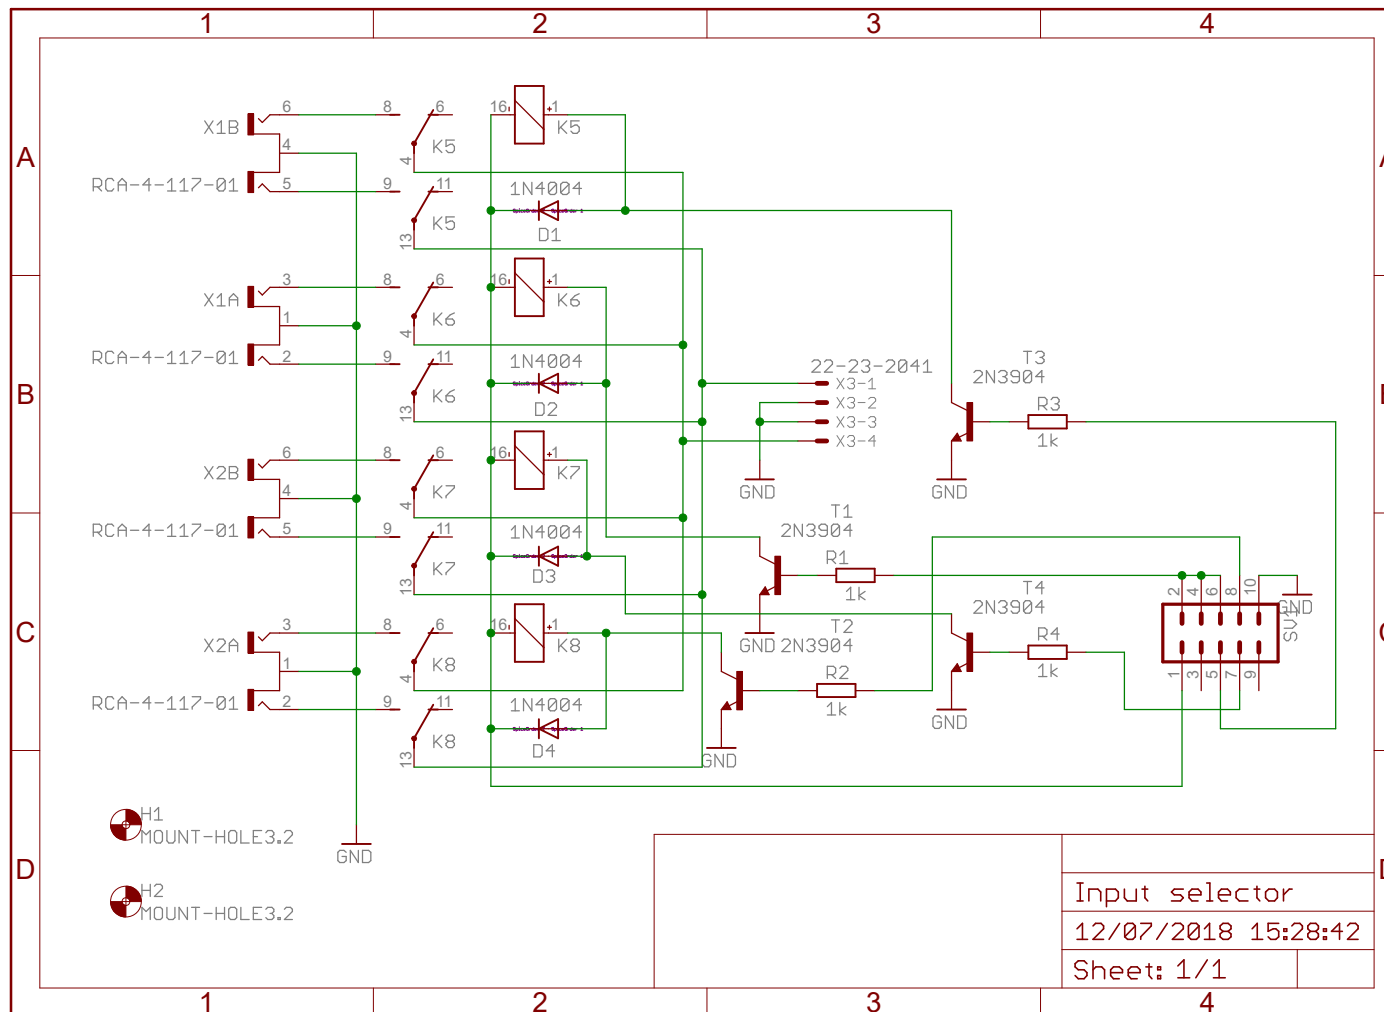 1 2 3 4
A
B
C
D
X1B
RCA-4-117-01
6
4
5
8 6
4
K5
9 11
13
K5
16 +1
K5
1N4004
D1
X1A
RCA-4-117-01
3
1
2
8 6
4
K6
9 11
13
K6
16 +1
K6
1N4004
D2
X2B
RCA-4-117-01
6
4
5
8 6
4
K7
9 11
13
K7
16 +1
K7
1N4004
D3
X2A
RCA-4-117-01
3
1
2
8 6
4
K8
9 11
13
K8
16 +1
K8
1N4004
D4
22-23-2041
X3-1
X3-2
X3-3
X3-4
GND
T3
2N3904
R3
1k
GND
T1
2N3904
R1
1k
GND
T2
2N3904
R2
1k
GND
T4
2N3904
R4
1k
GND
2 4 6 8 10
1 3 5 7 9
GND
GND
H1
MOUNT-HOLE3.2
H2
MOUNT-HOLE3.2
Input selector
12/07/2018 15:28:42
Sheet: 1/1
1 2 3 4